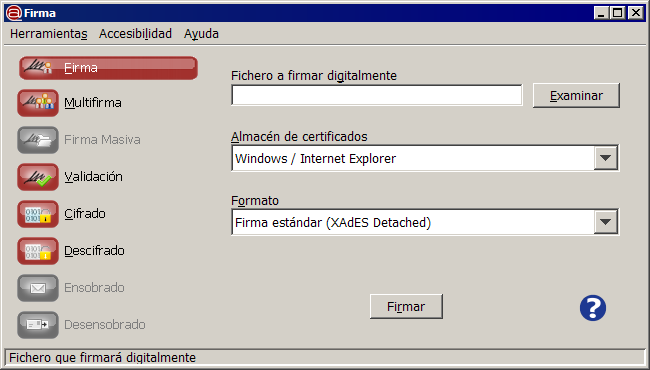 Firma
Herramientas Accesibilidad Ayuda
Firma
Multifirma
Firma Masiva
Validación
Cifrado
Descifrado
Ensobrado
Desensobrado
Fichero a firmar digitalmente
Examinar
Almacén de certificados
Windows / Internet Explorer
Formato
Firma estándar (XAdES Detached)
Firmar
?
Fichero que firmará digitalmente